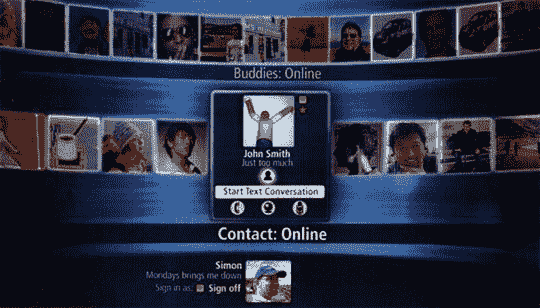 Buddies: Online
John Smith
Just too much
Start Text Conversation
Contact: Online
Simon
Mondays brings me down
Sign in as: Sign off